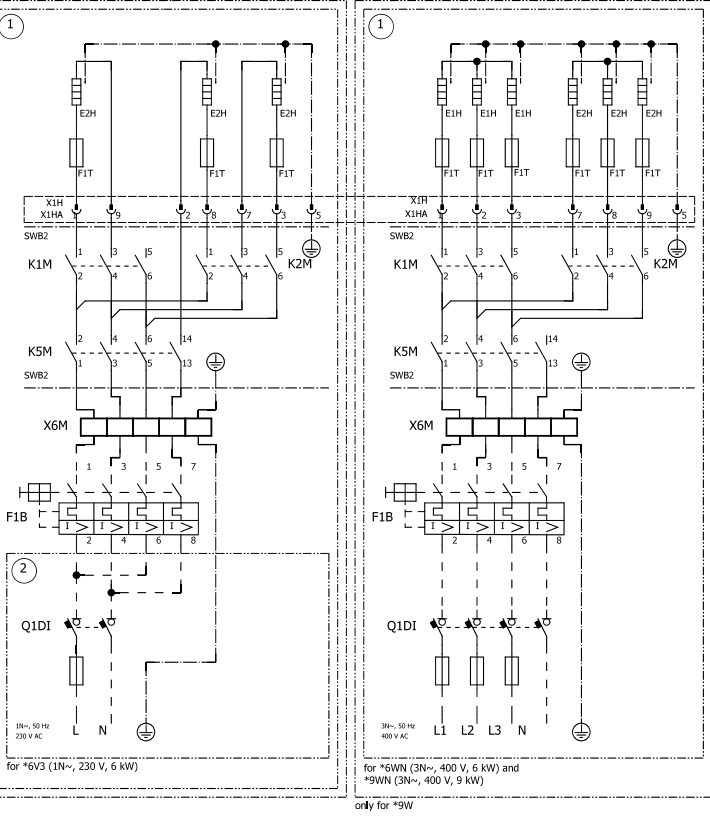 1
E2H E2H E2H
F1T F1T F1T
X1H
X1HA 1 9 2 8 7 3 5
SWB2
K1M 1 3 5 1 3 5 K2M
2 4 6 2 4 6
2 4 6 14
K5M
1 3 5 13
SWB2
X6M
1 3 5 7
F1B
I > I > I > I >
2 4 6 8
2
Q1DI
1N~, 50 Hz
230 V AC
L N
for *6V3 (1N~, 230 V, 6 kW)
1
E1H E1H E1H E2H E2H E2H
F1T F1T F1T F1T F1T F1T
X1H
X1HA 1 2 3 7 8 9 5
SWB2
K1M 1 3 5 1 3 5 K2M
2 4 6 2 4 6
2 4 6 14
K5M
1 3 5 13
SWB2
X6M
1 3 5 7
F1B
I > I > I > I >
2 4 6 8
Q1DI
3N~, 50 Hz
400 V AC
L1 L2 L3 N
for *6WN (3N~, 400 V, 6 kW) and
*9WN (3N~, 400 V, 9 kW)
only for *9W